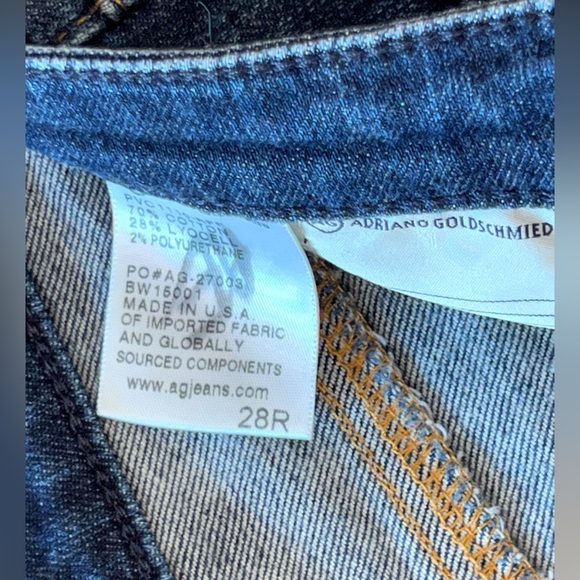 70% COTTON
28% LYOCELL
2% POLYURETHANE
PO#AG-27003
BW15001
MADE IN U.S.A.
OF IMPORTED FABRIC
AND GLOBALLY
SOURCED COMPONENTS
www.agjeans.com
28R
ADRIANO GOLDSCHMIED